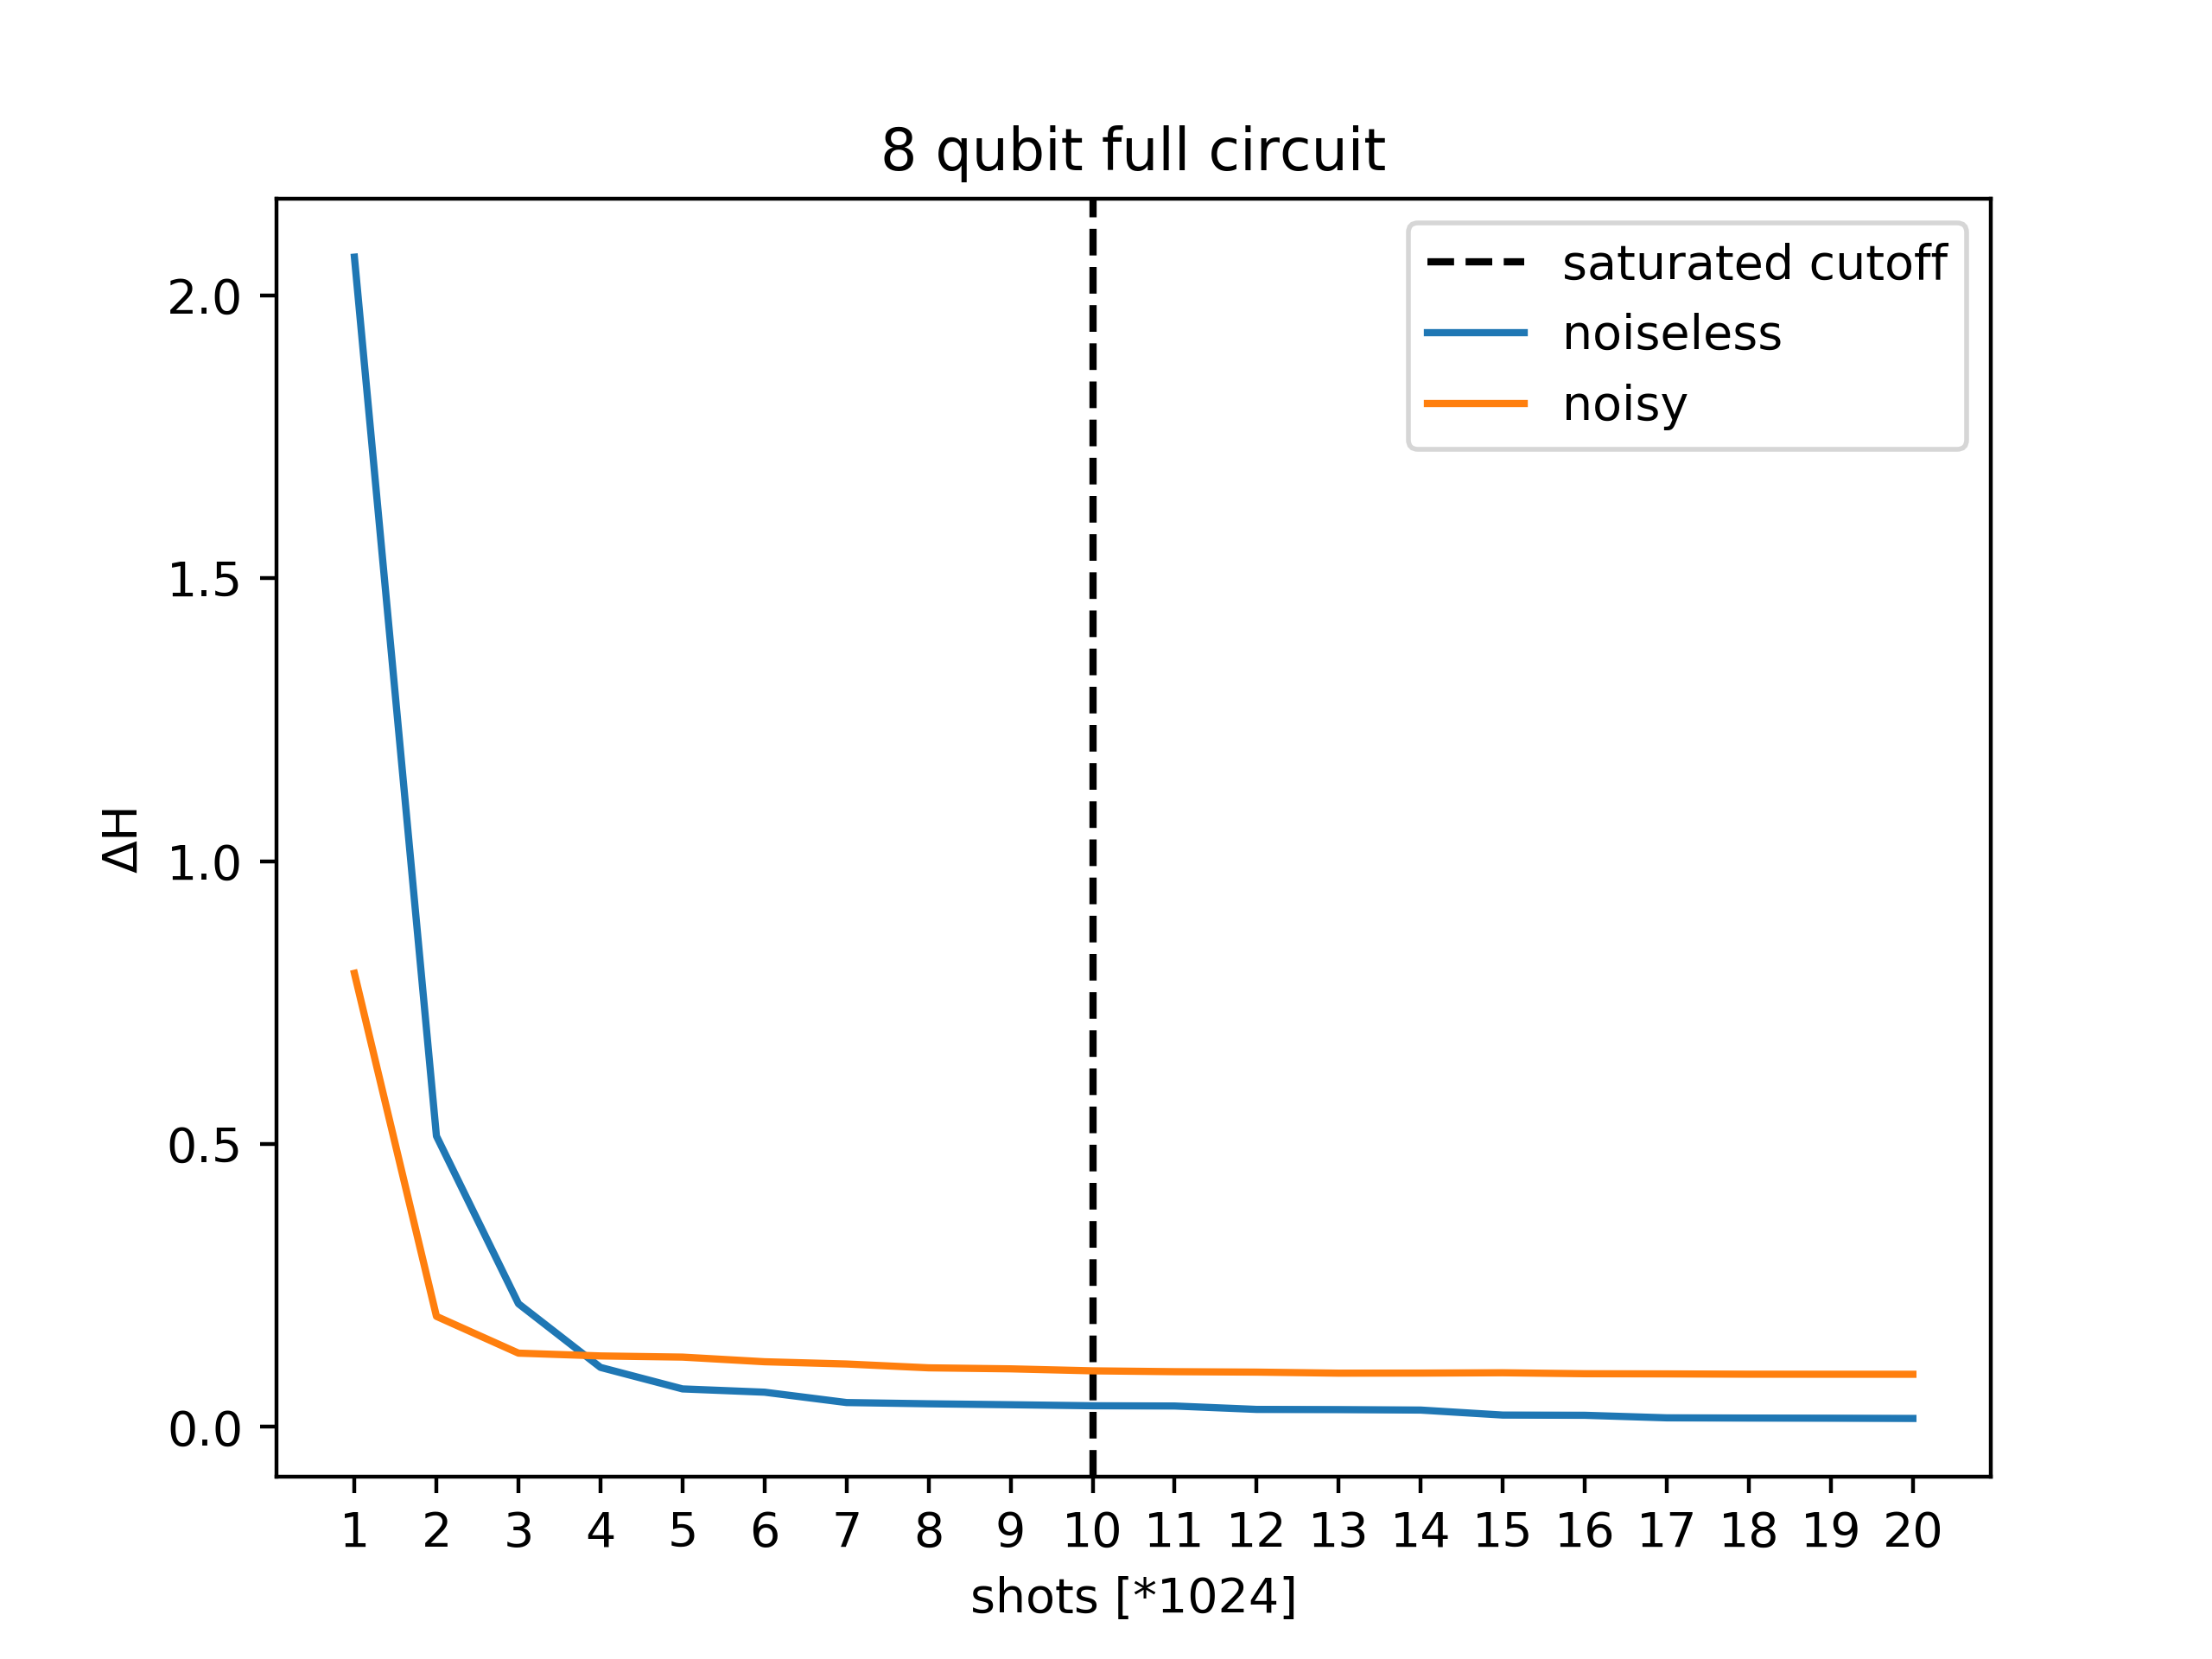 8 qubit full circuit
saturated cutoff
noiseless
noisy
ΔH
2.0
1.5
1.0
0.5
0.0
1 2 3 4 5 6 7 8 9 10 11 12 13 14 15 16 17 18 19 20
shots [*1024]